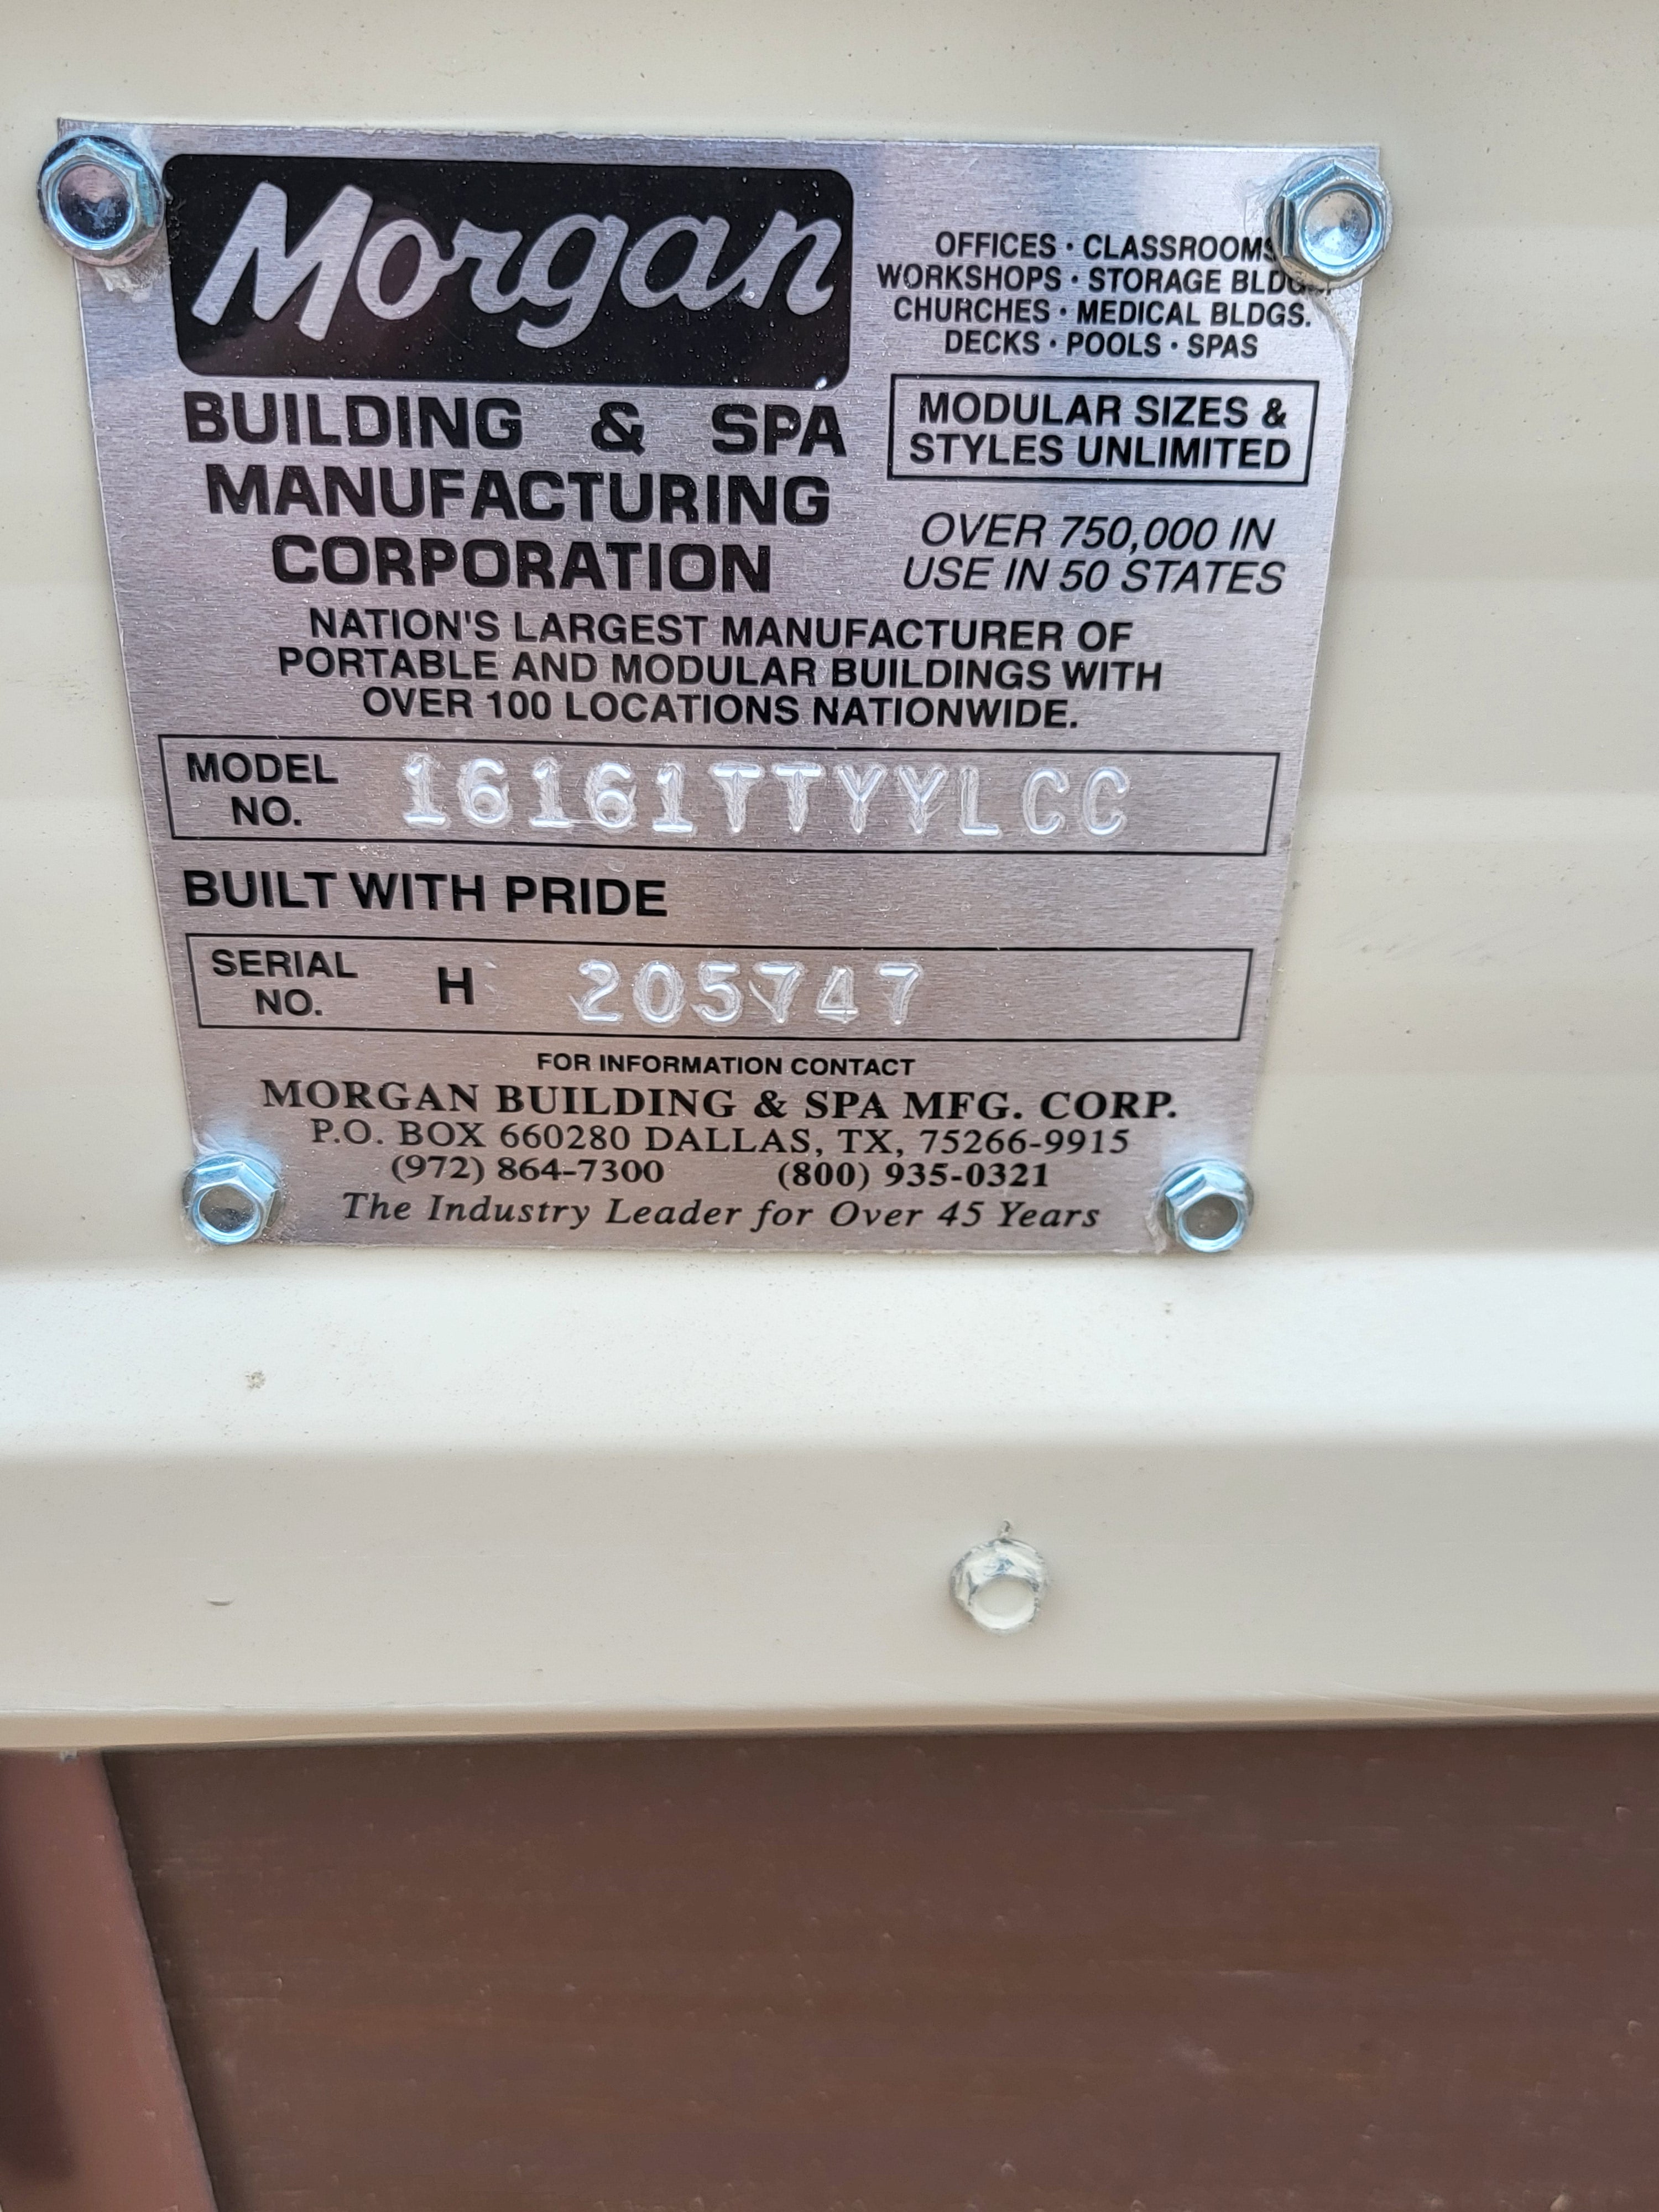 Morgan
BUILDING & SPA
MANUFACTURING
CORPORATION
OFFICES · CLASSROOMS
WORKSHOPS · STORAGE
CHURCHES · MEDICAL BLDGS.
DECKS · POOLS · SPAS
MODULAR SIZES &
STYLES UNLIMITED
OVER 750,000 IN
USE IN 50 STATES
NATION'S LARGEST MANUFACTURER OF
PORTABLE AND MODULAR BUILDINGS WITH
OVER 100 LOCATIONS NATIONWIDE.
MODEL
NO.
16161TTYYLCC
BUILT WITH PRIDE
SERIAL
NO.
H 205747
FOR INFORMATION CONTACT
MORGAN BUILDING & SPA MFG. CORP.
P.O. BOX 660280 DALLAS, TX, 75266-9915
(972) 864-7300 (800) 935-0321
The Industry Leader for Over 45 Years